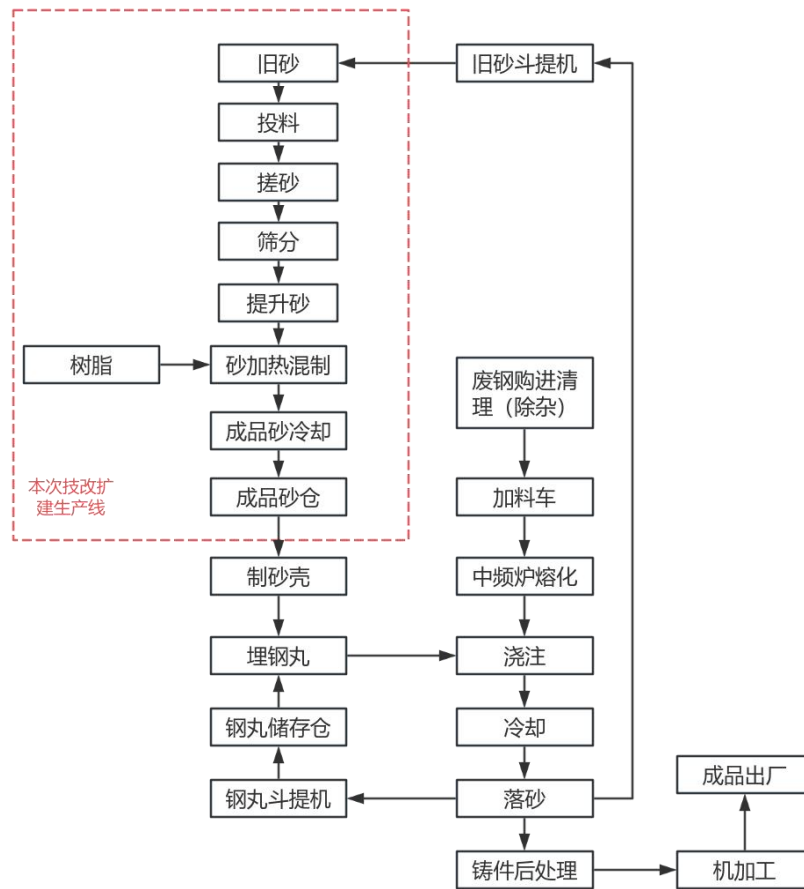 旧砂
旧砂斗提机
投料
搓砂
筛分
提升砂
树脂
砂加热混制
废钢购进清
理（除杂）
成品砂冷却
本次技改扩
建生产线
成品砂仓
加料车
制砂壳
中频炉熔化
埋钢丸
浇注
钢丸储存仓
冷却
成品出厂
钢丸斗提机
落砂
铸件后处理
机加工